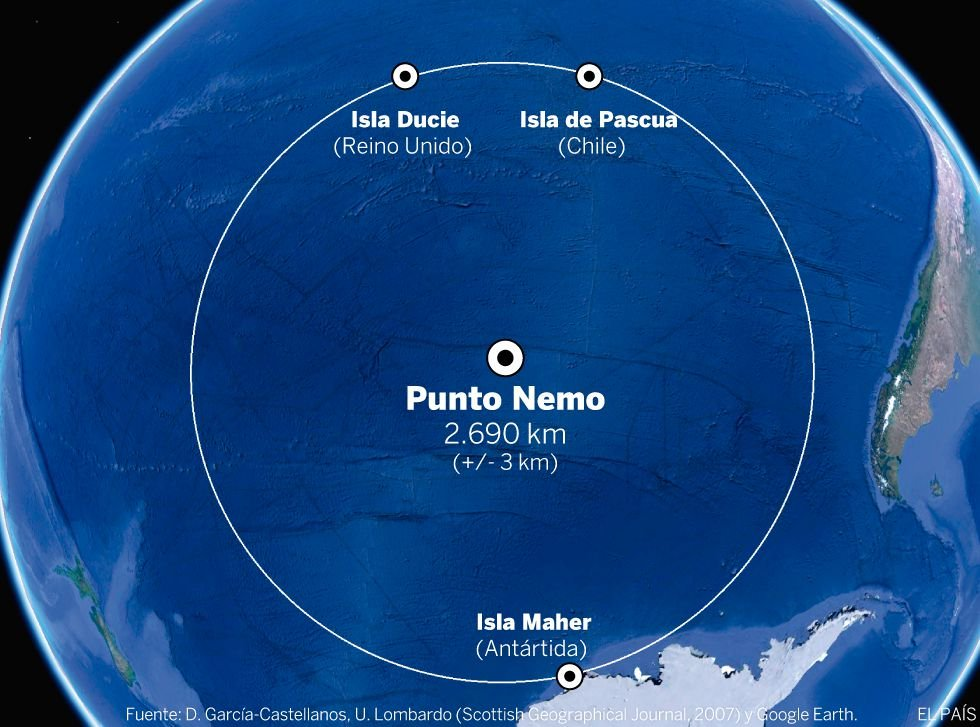 Isla Ducie
(Reino Unido)
Isla de Pascua
(Chile)
Punto Nemo
2.690 km
(+/- 3 km)
Isla Maher
(Antártida)
Fuente: D. García-Castellanos, U. Lombardo (Scottish Geographical Journal, 2007) y Google Earth.
EL PAÍS